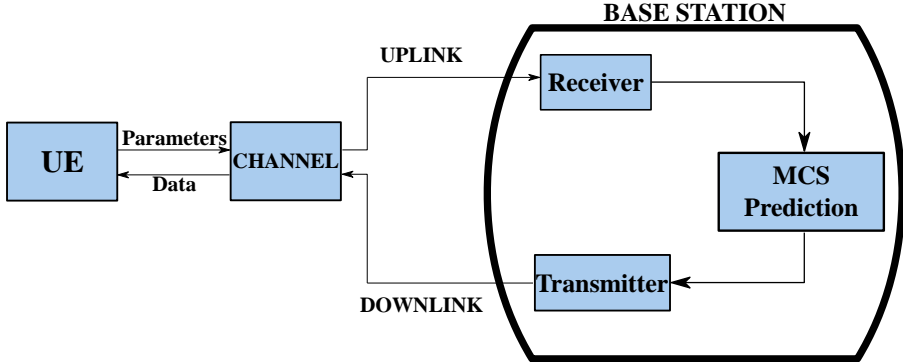 BASE STATION
UPLINK
Receiver
Parameters
UE
CHANNEL
Data
MCS
Prediction
Transmitter
DOWNLINK